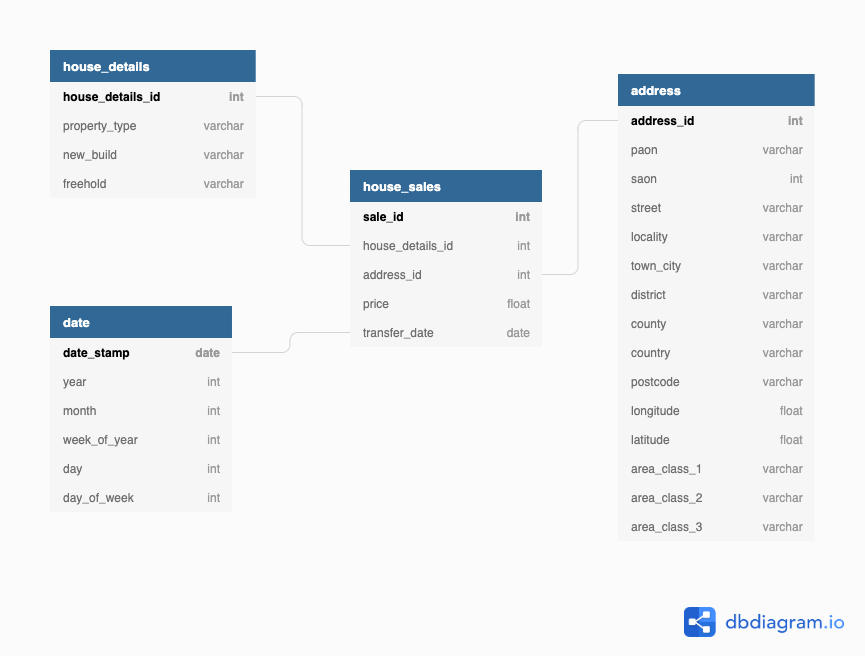 house_details
house_details_id int
property_type varchar
new_build varchar
freehold varchar
date
date_stamp date
year int
month int
week_of_year int
day int
day_of_week int
house_sales
sale_id int
house_details_id int
address_id int
price float
transfer_date date
address
address_id int
paon varchar
saon int
street varchar
locality varchar
town_city varchar
district varchar
county varchar
country varchar
postcode varchar
longitude float
latitude float
area_class_1 varchar
area_class_2 varchar
area_class_3 varchar
dbdiagram.io